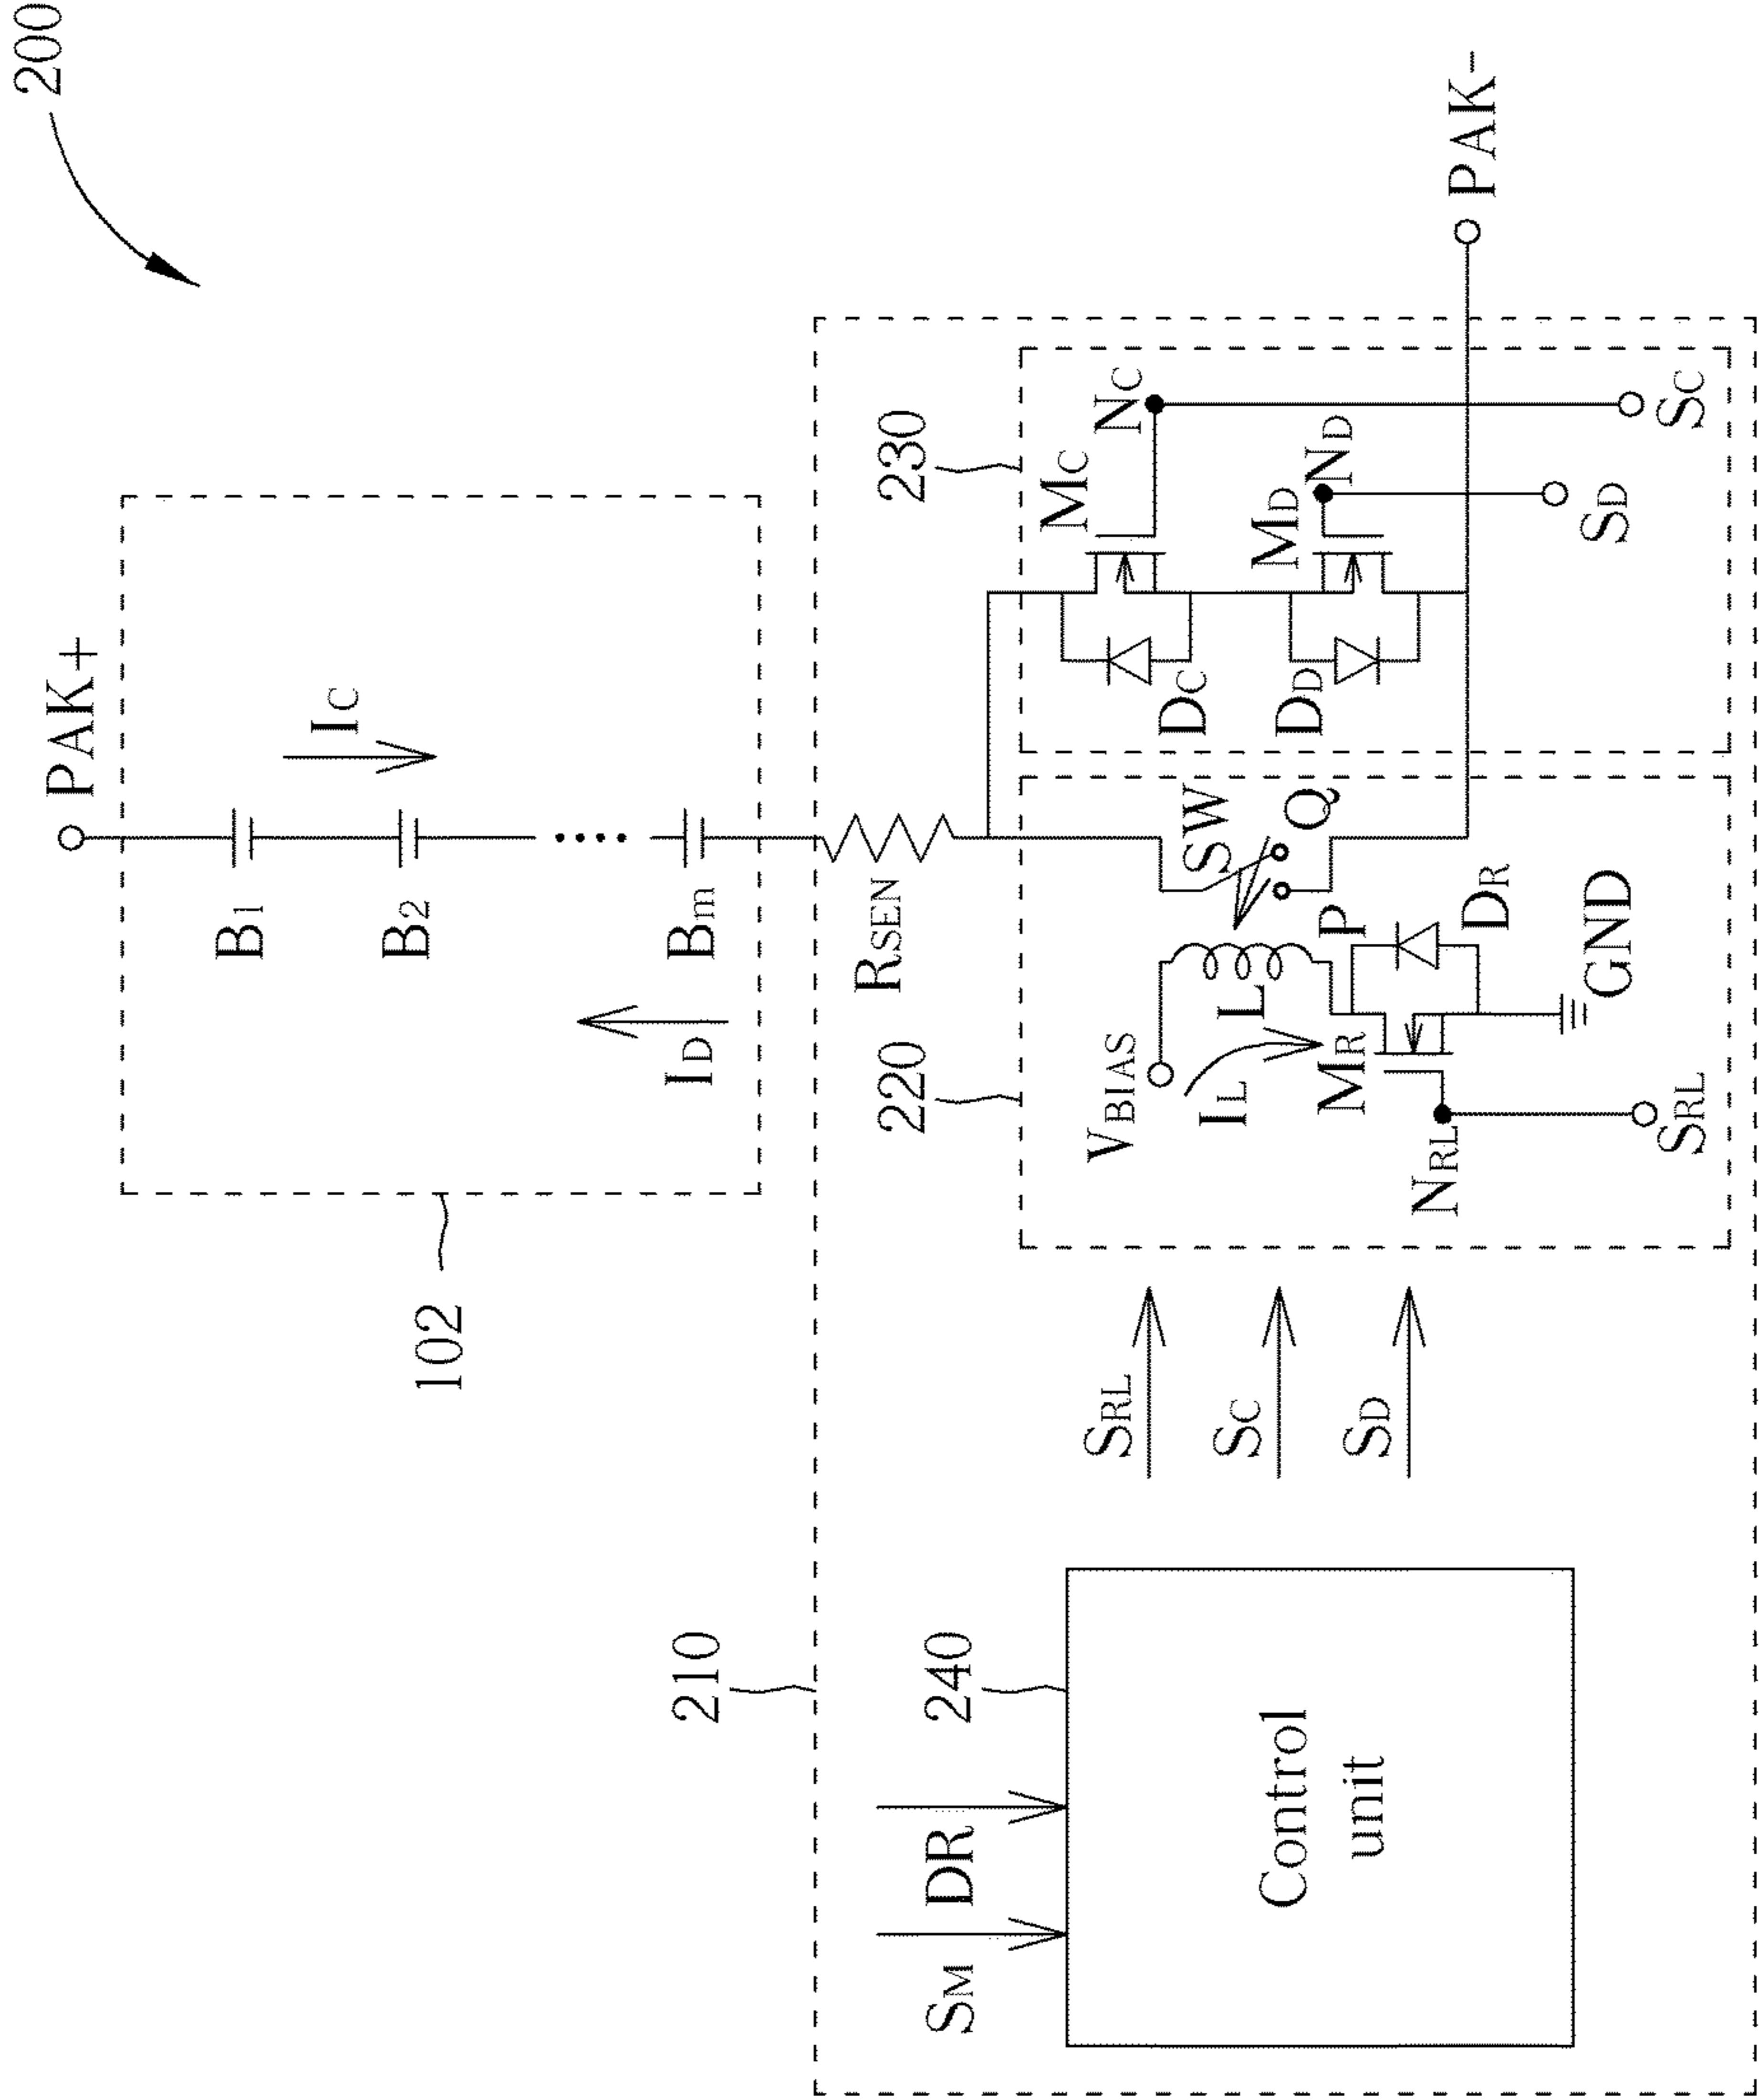 200
PAK+
B1
IC
B2
Bm
ID
102
RSEN
210
220
230
SM
DR
240
Control
unit
SRL
SC
SD
VBIAS
IL
L
SW
Q
P
MR
DR
GND
NRL
SRL
MC
NC
DC
MD
ND
DD
SD
SC
PAK-